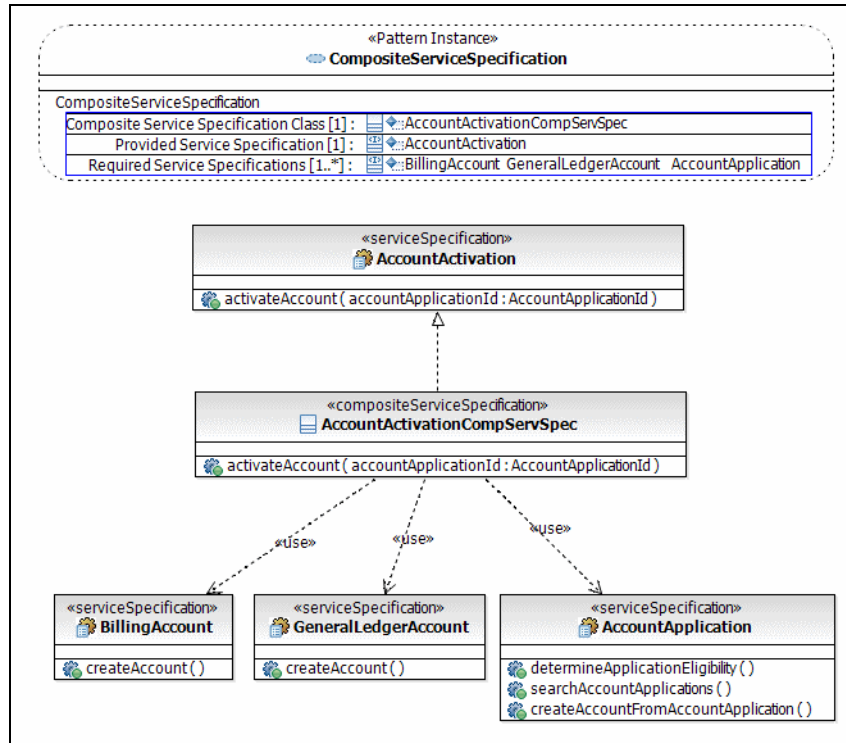 «Pattern Instance»
CompositeServiceSpecification
CompositeServiceSpecification
Composite Service Specification Class [1] : AccountActivationCompServSpec
Provided Service Specification [1] : AccountActivation
Required Service Specifications [1..*] : BillingAccount GeneralLedgerAccount AccountApplication
«serviceSpecification»
AccountActivation
activateAccount ( accountApplicationId : AccountApplicationId )
«compositeServiceSpecification»
AccountActivationCompServSpec
activateAccount ( accountApplicationId : AccountApplicationId )
«use» «use» «use»
«serviceSpecification»
BillingAccount
createAccount ( )
«serviceSpecification»
GeneralLedgerAccount
createAccount ( )
«serviceSpecification»
AccountApplication
determineApplicationEligibility ( )
searchAccountApplications ( )
createAccountFromAccountApplication ( )